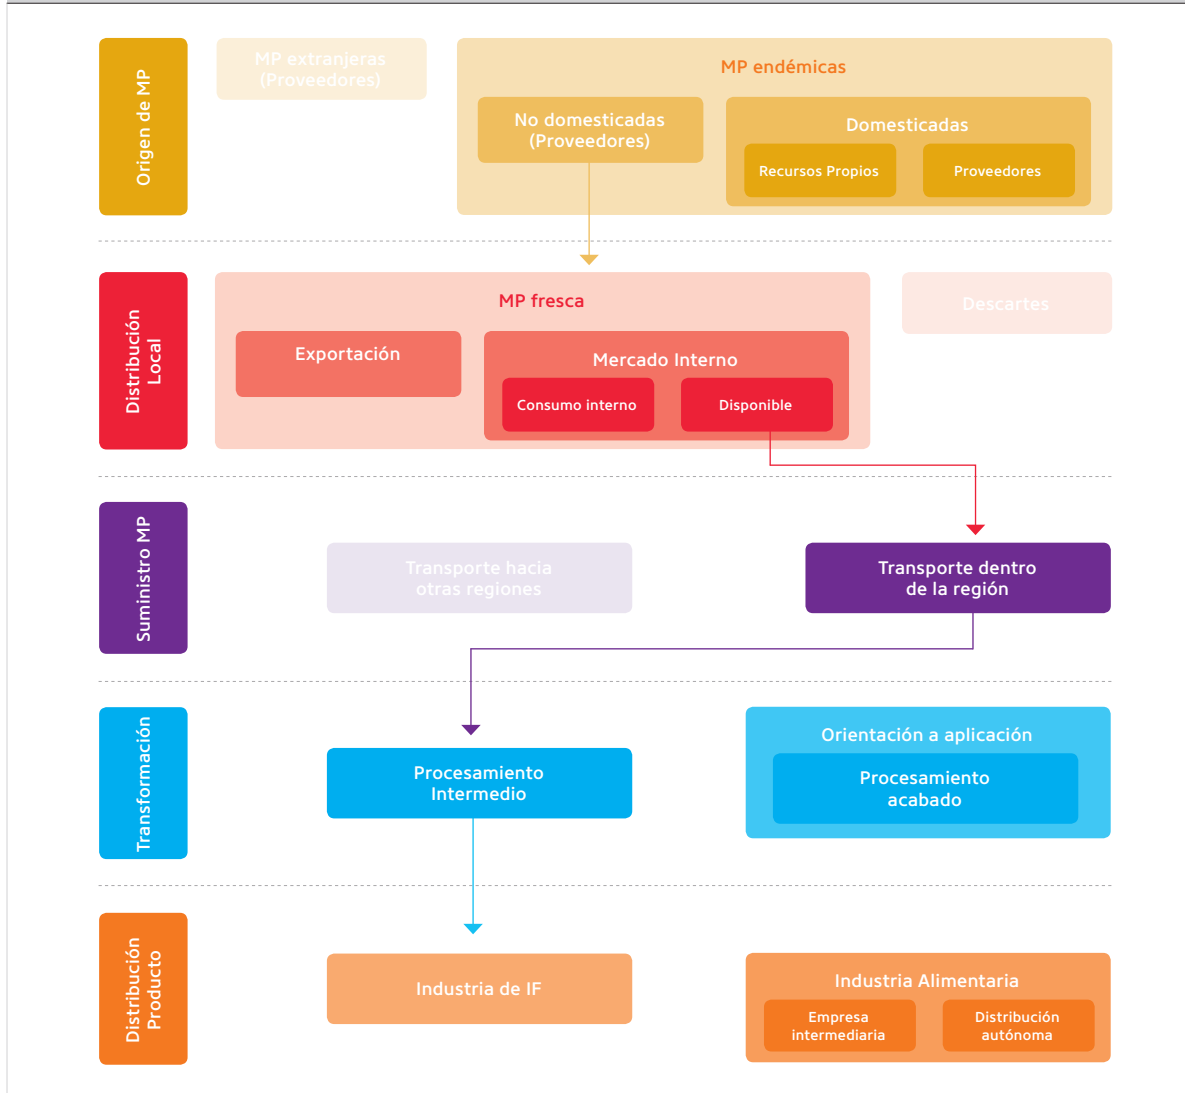 Origen de MP
MP extranjeras
(Proveedores)
MP endémicas
No domesticadas
(Proveedores)
Domesticadas
Recursos Propios
Proveedores
Distribución
Local
MP fresca
Exportación
Mercado Interno
Consumo interno
Disponible
Descartes
Suministro MP
Transporte hacia
otras regiones
Transporte dentro
de la región
Transformación
Procesamiento
Intermedio
Orientación a aplicación
Procesamiento
acabado
Distribución
Producto
Industria de IF
Industria Alimentaria
Empresa
intermediaria
Distribución
autónoma